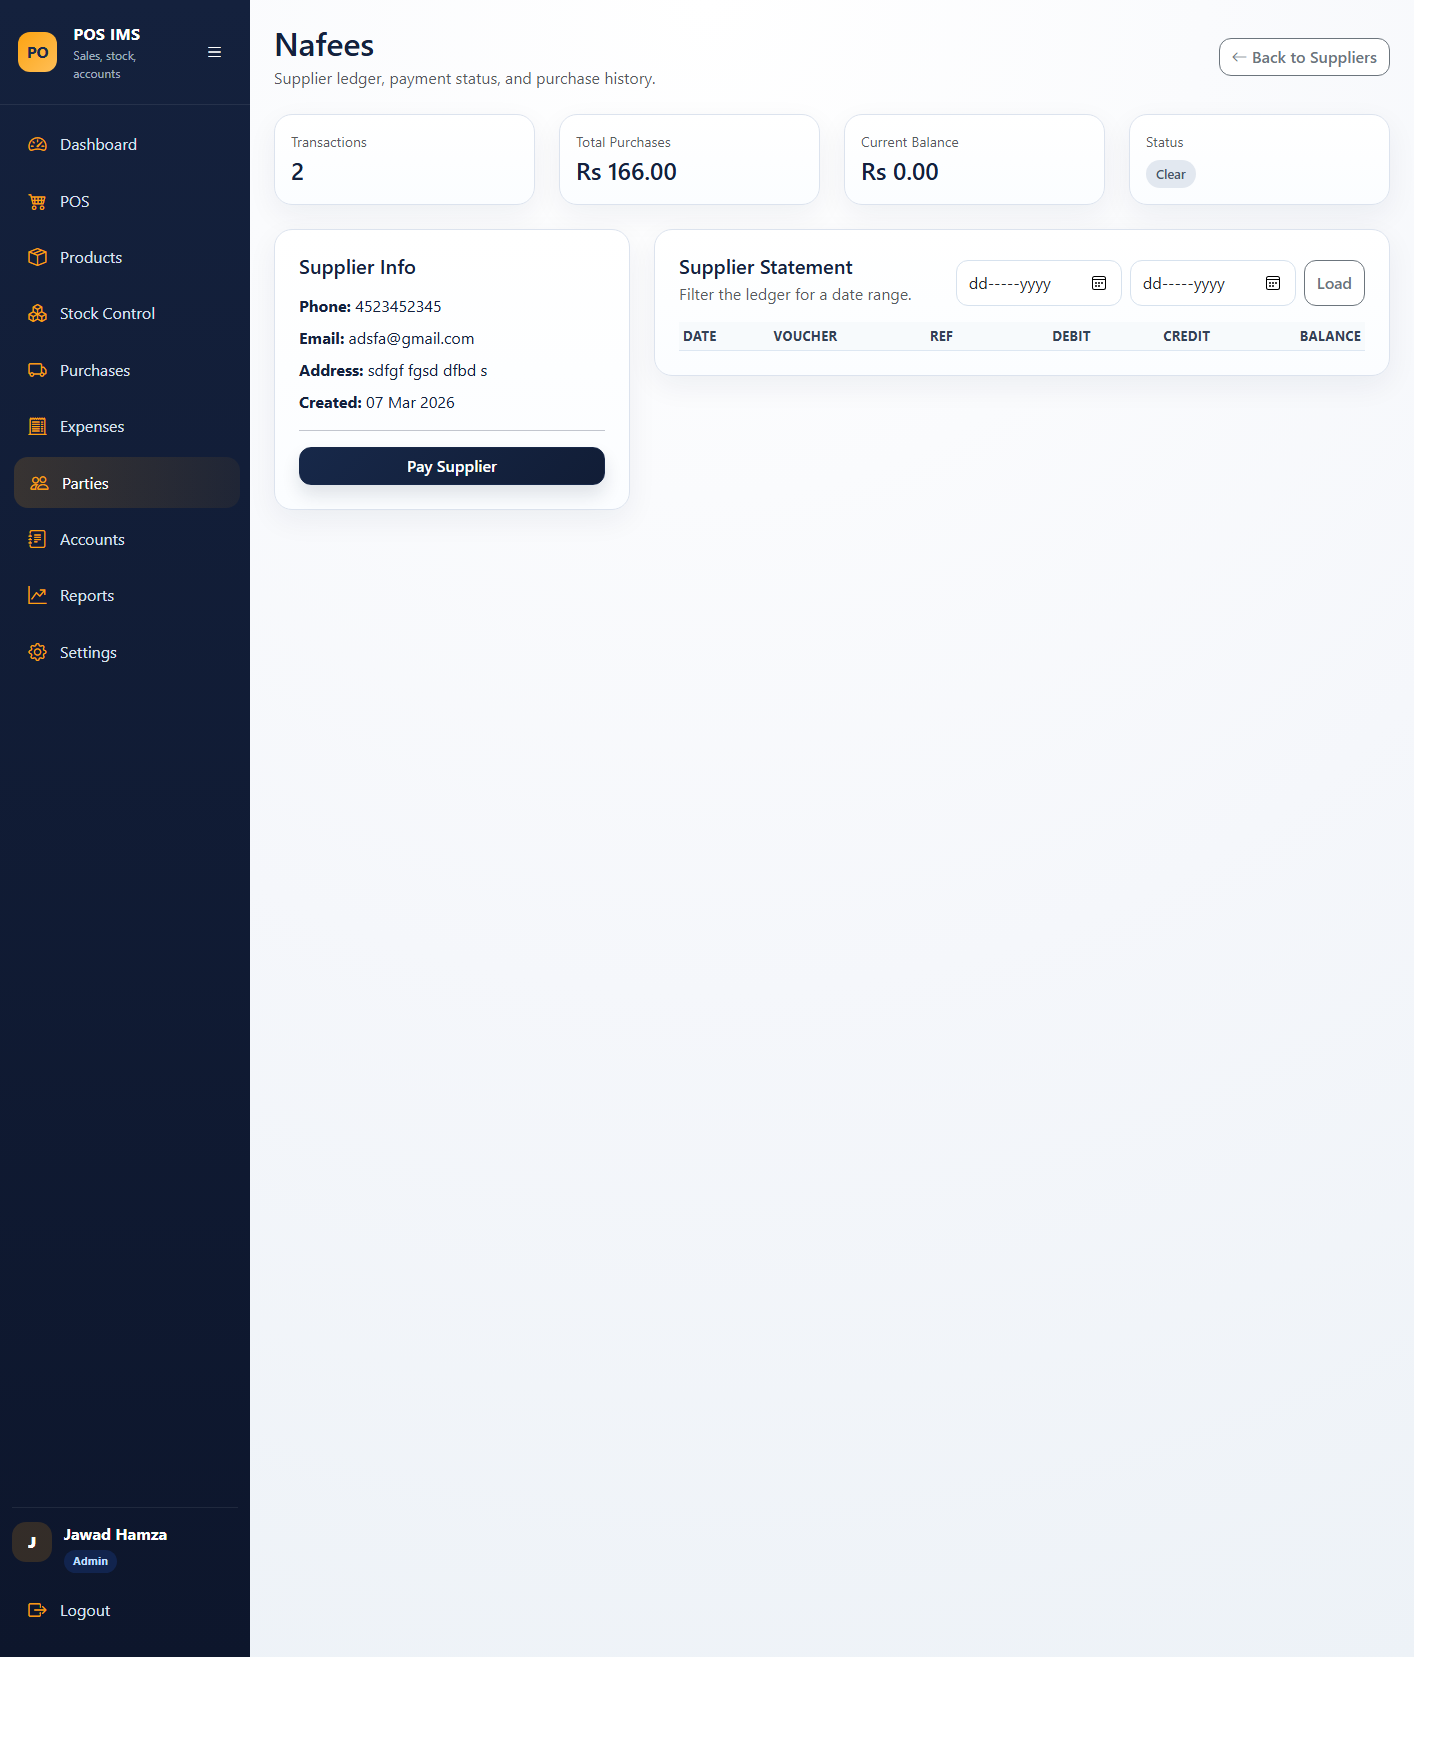 PO
POS IMS
Sales, stock,
accounts
Dashboard
POS
Products
Stock Control
Purchases
Expenses
Parties
Accounts
Reports
Settings
J
Jawad Hamza
Admin
Logout
Nafees
Supplier ledger, payment status, and purchase history.
← Back to Suppliers
Transactions
2
Total Purchases
Rs 166.00
Current Balance
Rs 0.00
Status
Clear
Supplier Info
Phone: 4523452345
Email: adsfa@gmail.com
Address: sdfgf fgsd dfbd s
Created: 07 Mar 2026
Pay Supplier
Supplier Statement
Filter the ledger for a date range.
dd-----yyyy
dd-----yyyy
Load
DATE VOUCHER REF DEBIT CREDIT BALANCE